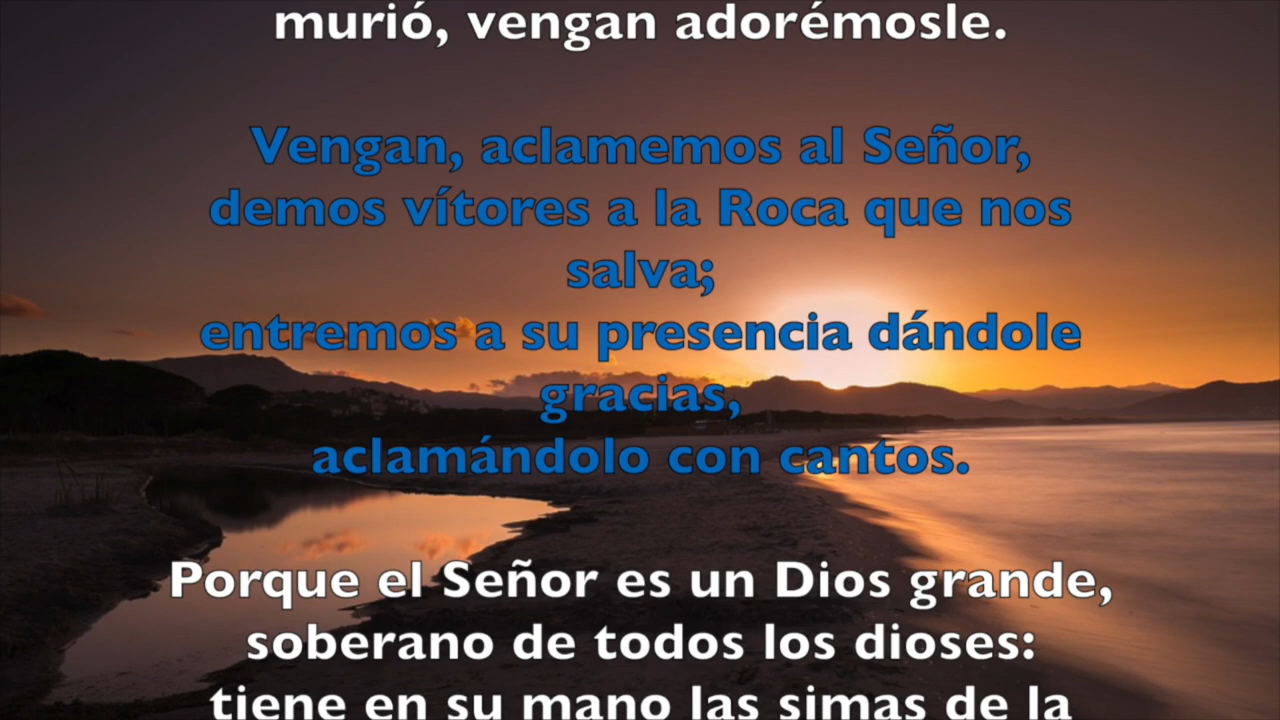 murió, vengan adorémosle.
Vengan, aclamemos al Señor,
demos vítores a la Roca que nos
salva;
entremos a su presencia dándole
gracias,
aclamándolo con cantos.
Porque el Señor es un Dios grande,
soberano de todos los dioses:
tiene en su mano las simas de la